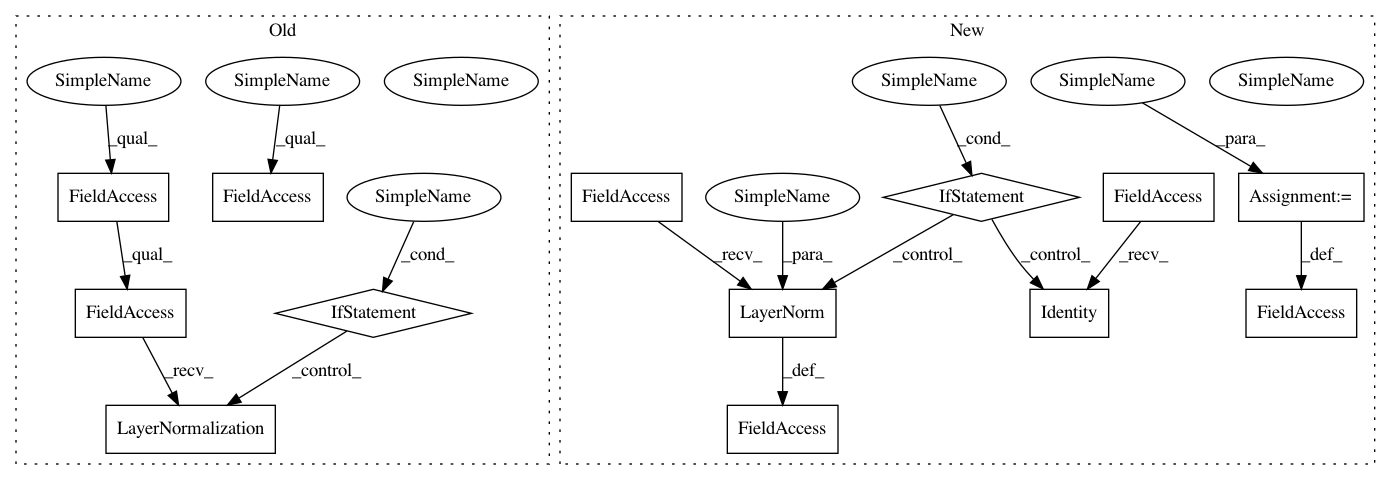 Old
New
SimpleName
SimpleName
SimpleName
SimpleName
SimpleName
SimpleName
_qual_
_qual_
_cond_
_para_
FieldAccess
FieldAccess
SimpleName
FieldAccess
SimpleName
IfStatement
FieldAccess
Assignment:=
_qual_
_cond_
_recv_
_para_
_control_
_control_
_recv_
_def_
FieldAccess
IfStatement
LayerNorm
Identity
FieldAccess
_recv_
_control_
_def_
LayerNormalization
FieldAccess